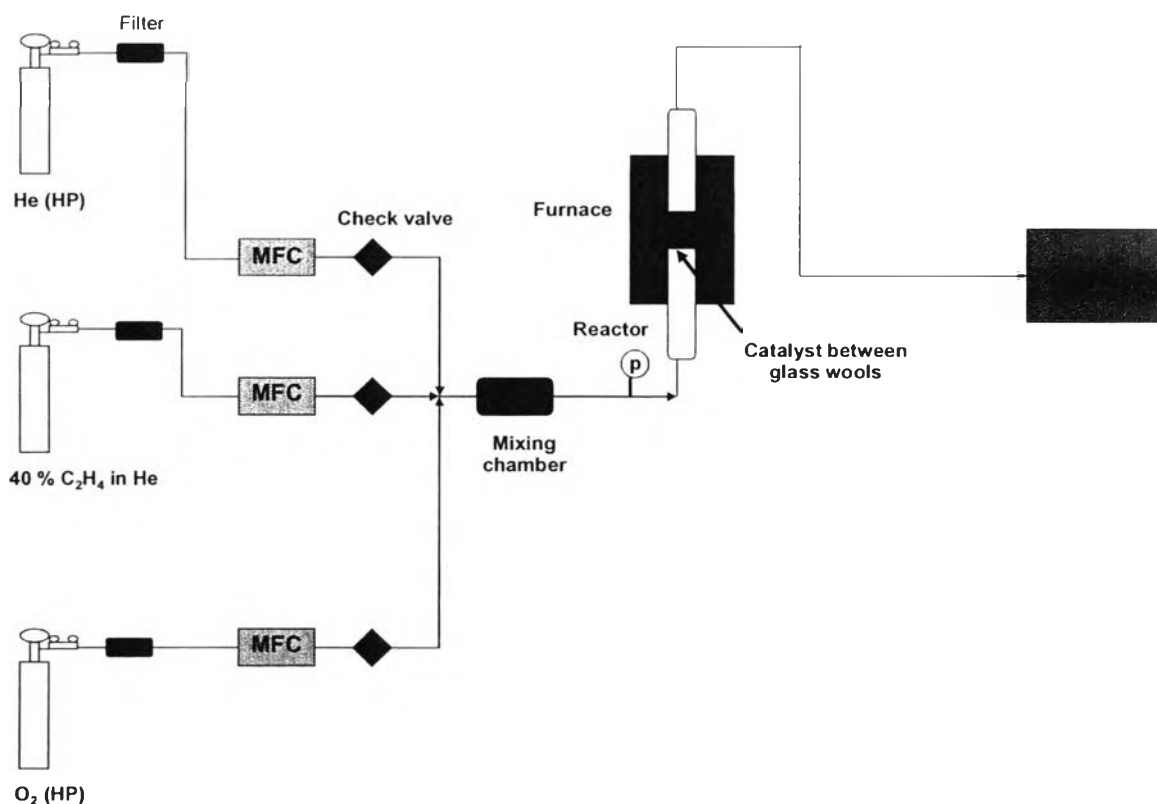 Filter
He (HP)
Check valve
MFC
Furnace
40 % C₂H₄ in He
MFC
Reactor
p
Catalyst between
glass wools
Mixing
chamber
MFC
O₂ (HP)